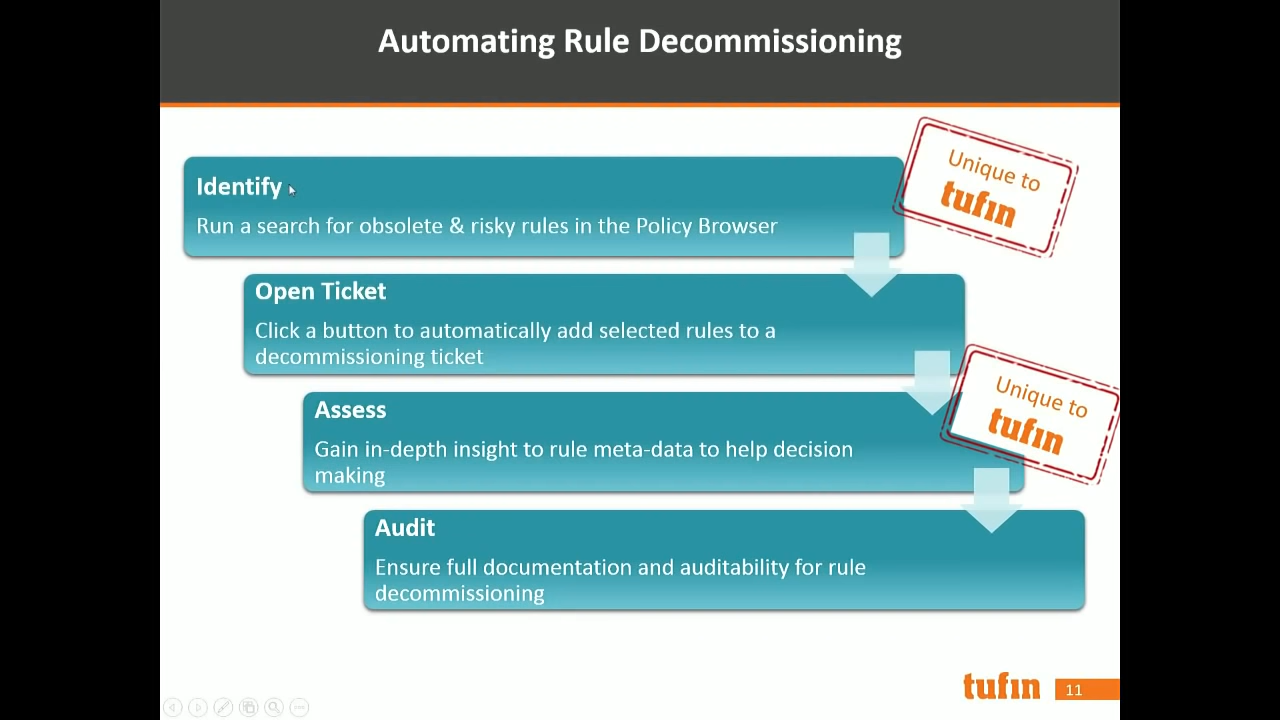 Automating Rule Decommissioning
Unique to
tufin
Identify
Run a search for obsolete & risky rules in the Policy Browser
Open Ticket
Click a button to automatically add selected rules to a
decommissioning ticket
Unique to
tufin
Assess
Gain in-depth insight to rule meta-data to help decision
making
Audit
Ensure full documentation and auditability for rule
decommissioning
tufin
11